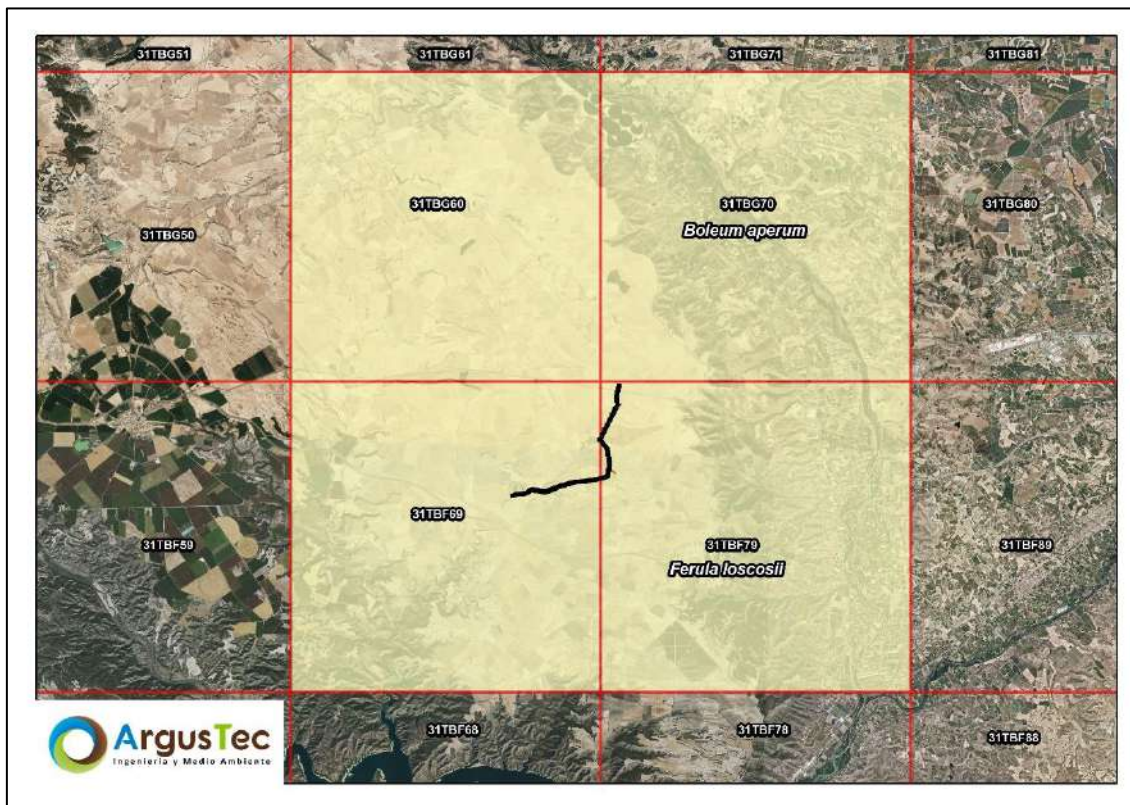 31TBG51
31TBG61
31TBG71
31TBG81
31TBG50
31TBG60
31TBG70
Boleum aperum
31TBG80
31TBF59
31TBF69
31TBF79
Ferula loscosii
31TBF89
31TBF68
31TBF78
31TBF88
ArgusTec
Ingeniería y Medio Ambiente